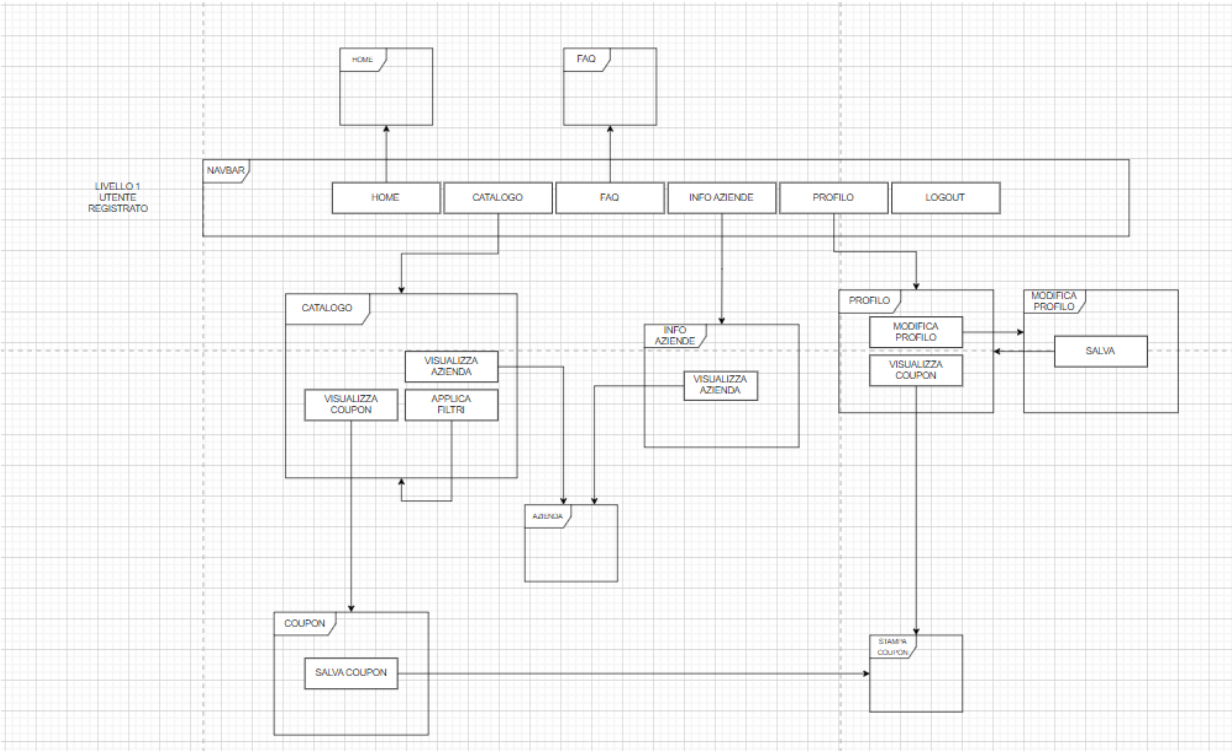 HOME
FAQ
NAVBAR
LIVELLO 1
UTENTE
REGISTRATO
HOME
CATALOGO
FAQ
INFO AZIENDE
PROFILO
LOGOUT
CATALOGO
VISUALIZZA
AZIENDA
VISUALIZZA
COUPON
APPLICA
FILTRI
INFO
AZIENDE
VISUALIZZA
AZIENDA
PROFILO
MODIFICA
PROFILO
VISUALIZZA
COUPON
MODIFICA
PROFILO
SALVA
AZIENDA
COUPON
SALVA COUPON
STAMPA
COUPON